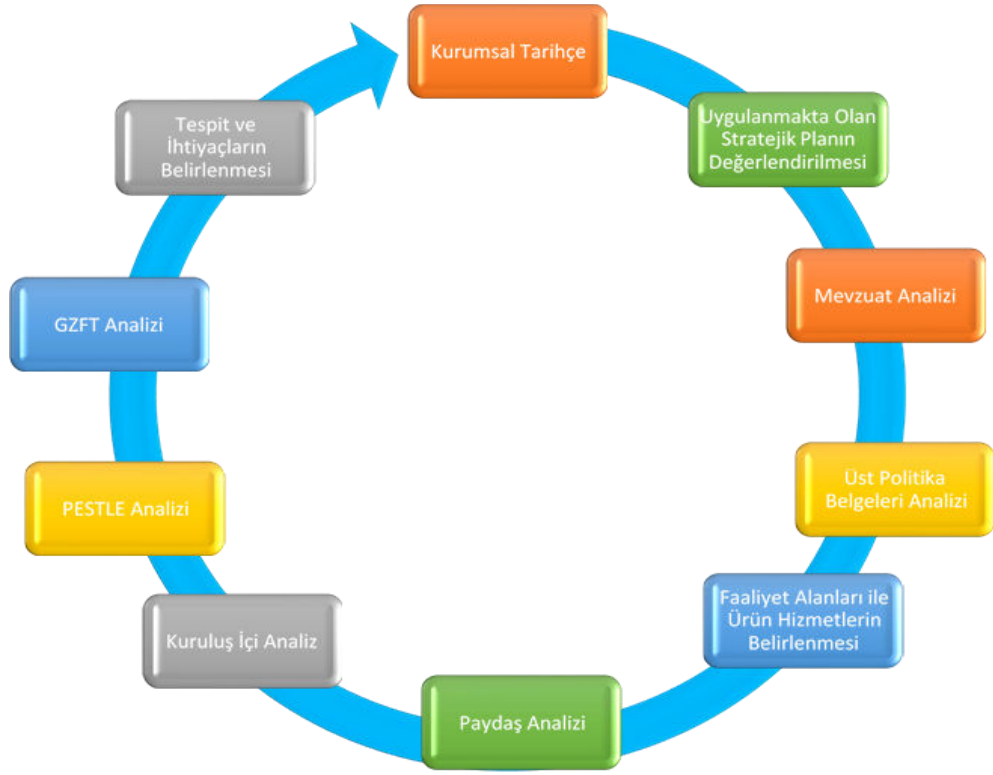 Kurumsal Tarihçe
Uygulanmakta Olan
Stratejik Planın
Değerlendirilmesi
Mevzuat Analizi
Üst Politika
Belgeleri Analizi
Faaliyet Alanları ile
Ürün Hizmetlerin
Belirlenmesi
Paydaş Analizi
Kuruluş İçi Analiz
PESTLE Analizi
GZFT Analizi
Tespit ve
İhtiyaçların
Belirlenmesi